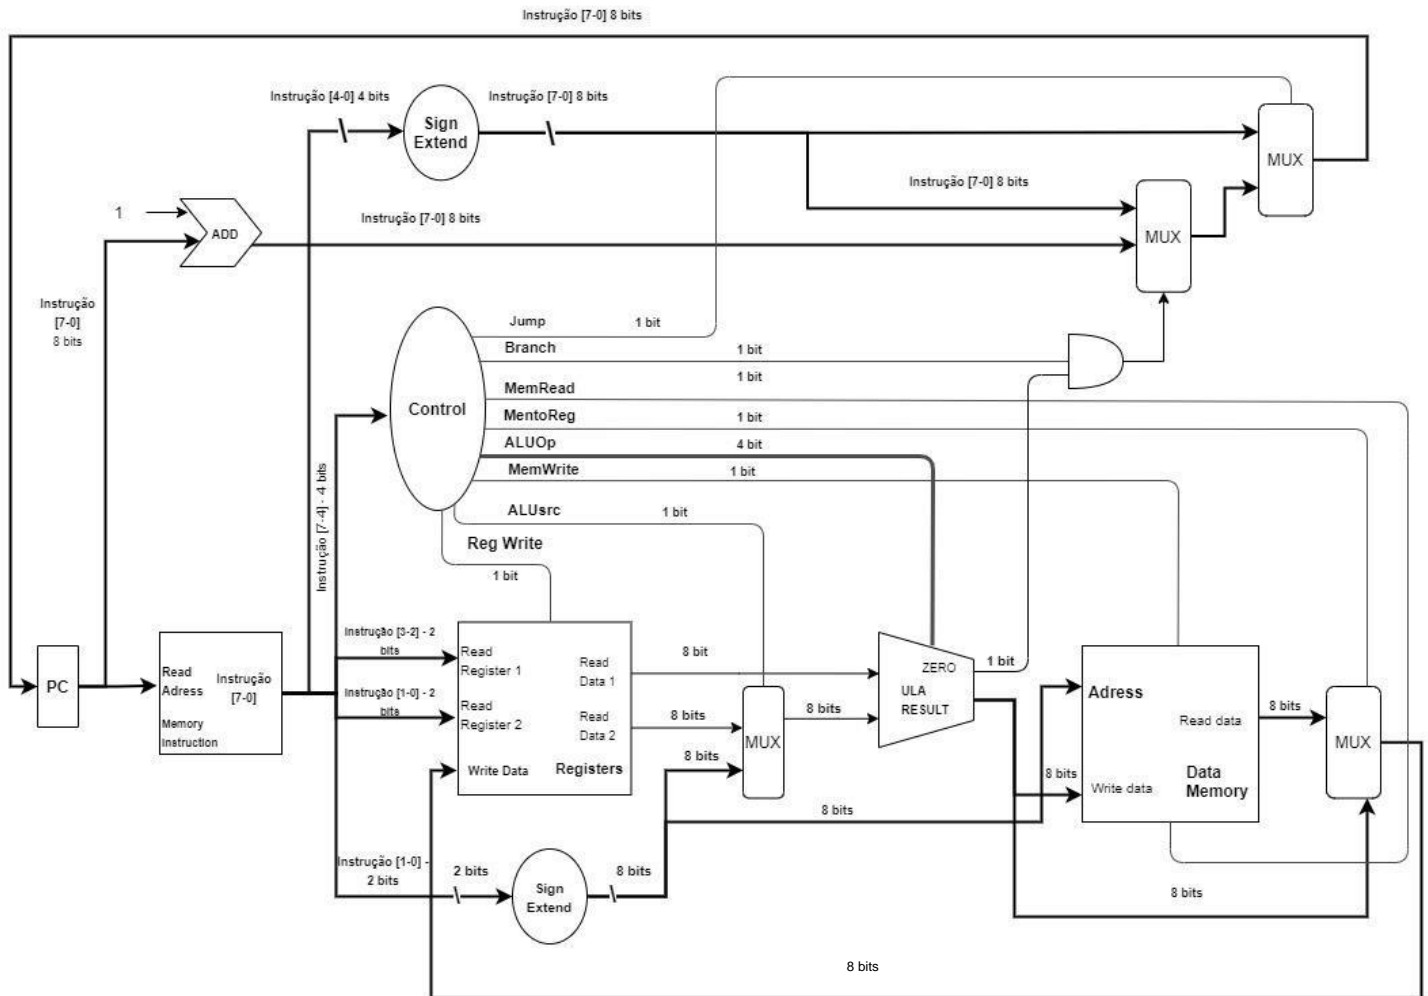 Instrução [7-0] 8 bits
Instrução [4-0] 4 bits
Instrução [7-0] 8 bits
Sign
Extend
MUX
Instrução [7-0] 8 bits
1
Instrução [7-0] 8 bits
ADD
MUX
Instrução
[7-0]
8 bits
Jump
1 bit
Branch
1 bit
1 bit
MemRead
Control
MentoReg
1 bit
ALUOp
4 bit
MemWrite
1 bit
ALUsrc
1 bit
Reg Write
1 bit
Instrução [7-4] - 4 bits
Instrução [3-2] - 2
bits
Instrução [1-0] - 2
bits
PC
Read
Adress
Instrução
[7-0]
Memory
Instruction
Read
Register 1
Read
Data 1
Read
Register 2
Read
Data 2
Write Data
Registers
8 bit
8 bits
8 bits
MUX
8 bits
ZERO
ULA
RESULT
1 bit
Adress
Read data
8 bits
Write data
Data
Memory
8 bits
MUX
8 bits
Instrução [1-0] -
2 bits
2 bits
Sign
Extend
8 bits
8 bits
8 bits